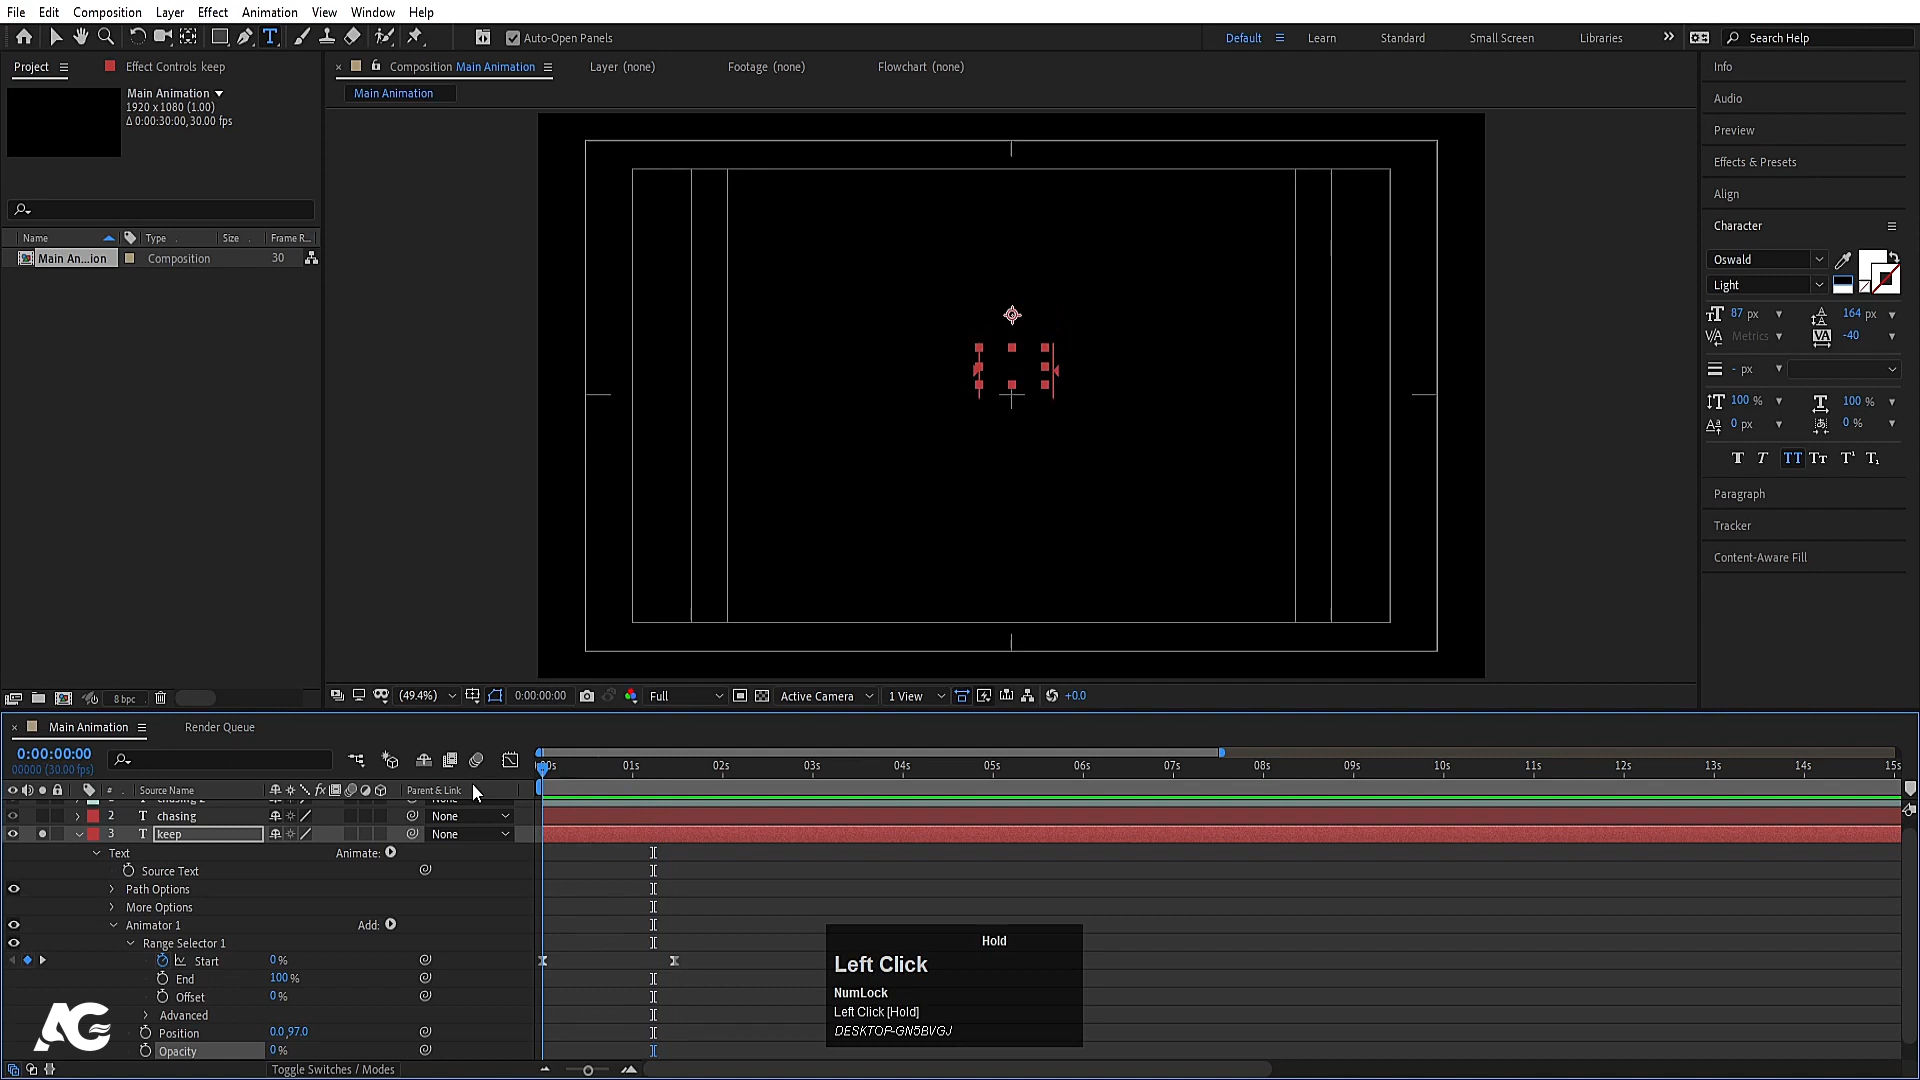 File Edit Composition Layer Effect Animation View Window Help
Auto-Open Panels
Default Learn Standard Small Screen Libraries Search Help
Project Effect Controls keep
Main Animation
1920 x 1080 (1.00)
Δ 0:00:30:00, 30.00 fps
Name Type Size Frame R...
Main An...ion Composition 30
8 bpc
Composition Main Animation Layer (none) Footage (none) Flowchart (none)
Main Animation
(49.4%) 0:00:00:00 Full Active Camera 1 View +0.0
Info
Audio
Preview
Effects & Presets
Align
Character
Oswald
Light
87 px 164 px
Metrics -40
- px
100 % 100 %
0 px 0 %
T T TT Tт T¹ T₁
Paragraph
Tracker
Content-Aware Fill
Main Animation Render Queue
0:00:00:00
00000 (30.00 fps)
00s 01s 02s 03s 04s 05s 06s 07s 08s 09s 10s 11s 12s 13s 14s 15s
# Source Name Parent & Link
chasing 2 None
2 T chasing None
3 T keep None
Text Animate:
Source Text
Path Options
More Options
Animator 1 Add:
Range Selector 1
Start 0 %
End 100 %
Offset 0 %
Advanced
Position 0.0,97.0
Opacity 0 %
Toggle Switches / Modes
Hold
Left Click
NumLock
Left Click [Hold]
DESKTOP-GN5BVGJ
AG